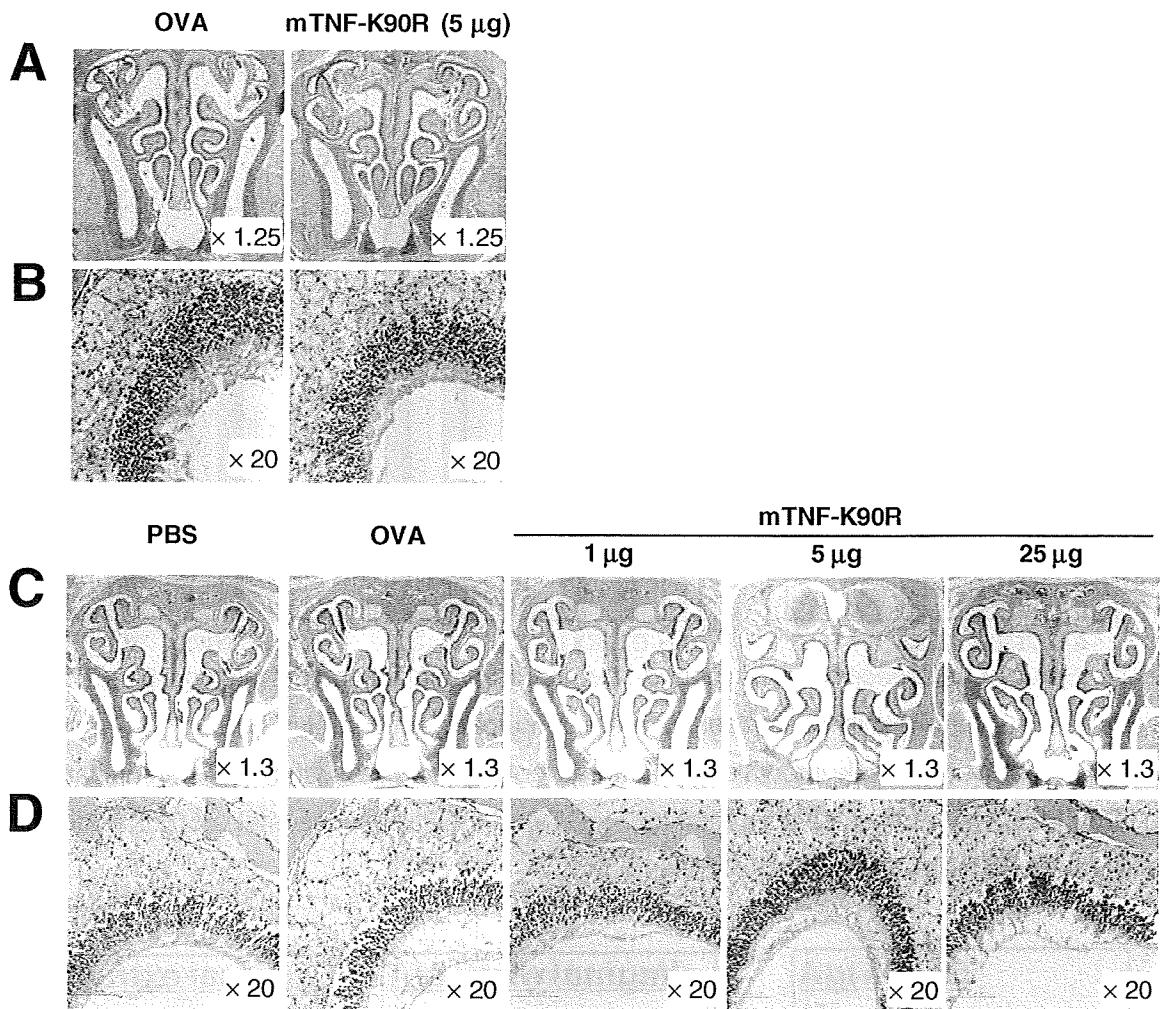 OVA mTNF-K90R (5 μg)
A
× 1.25 × 1.25
B
× 20 × 20
mTNF-K90R
PBS OVA 1 μg 5 μg 25 μg
C
× 1.3 × 1.3 × 1.3 × 1.3 × 1.3
D
× 20 × 20 × 20 × 20 × 20